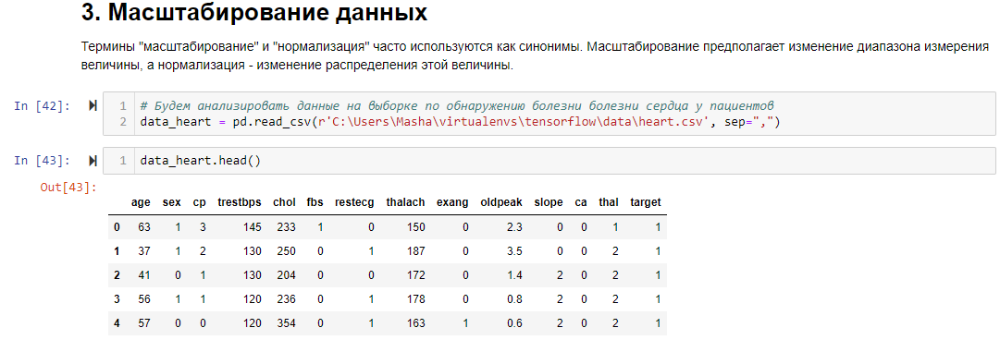 3. Масштабирование данных
Термины "масштабирование" и "нормализация" часто используются как синонимы. Масштабирование предполагает изменение диапазона измерения
величины, а нормализация - изменение распределения этой величины.
In [42]: 1 # Будем анализировать данные на выборке по обнаружению болезни болезни сердца у пациентов
2 data_heart = pd.read_csv(r'C:\Users\Masha\virtualenvs\tensorflow\data\heart.csv', sep=",")
In [43]: 1 data_heart.head()
Out[43]:
age sex cp trestbps chol fbs restecg thalach exang oldpeak slope ca thal target
0 63 1 3 145 233 1 0 150 0 2.3 0 0 1 1
1 37 1 2 130 250 0 1 187 0 3.5 0 0 2 1
2 41 0 1 130 204 0 0 172 0 1.4 2 0 2 1
3 56 1 1 120 236 0 1 178 0 0.8 2 0 2 1
4 57 0 0 120 354 0 1 163 1 0.6 2 0 2 1